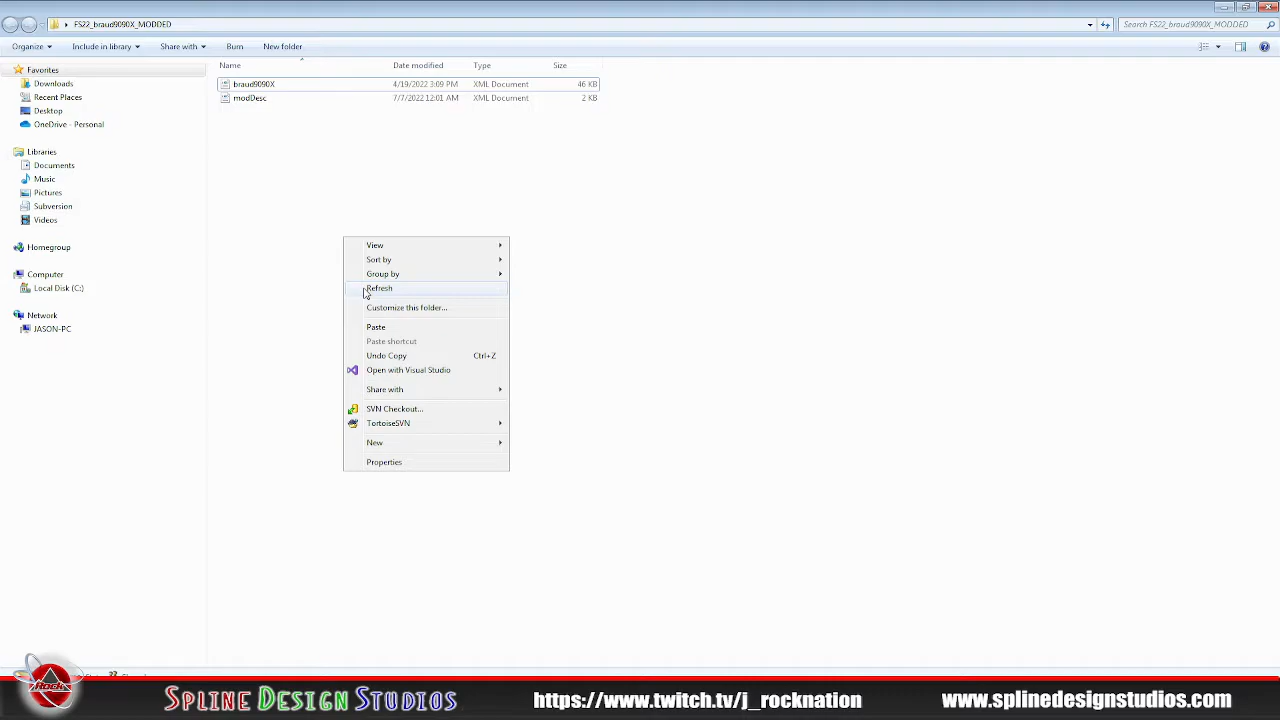 FS22_braud9090X_MODDED
Search FS22_braud9090X_MODDED
Organize Include in library Share with Burn New folder
Name Date modified Type Size
Favorites
Downloads
Recent Places
Desktop
OneDrive - Personal
Libraries
Documents
Music
Pictures
Subversion
Videos
Homegroup
Computer
Local Disk (C:)
Network
JASON-PC
braud9090X 4/19/2022 3:09 PM XML Document 46 KB
modDesc 7/7/2022 12:01 AM XML Document 2 KB
View
Sort by
Group by
Refresh
Customize this folder...
Paste
Paste shortcut
Undo Copy Ctrl+Z
Open with Visual Studio
Share with
SVN Checkout...
TortoiseSVN
New
Properties
ROCK
SPLINE DESIGN STUDIOS
https://www.twitch.tv/j_rocknation
www.splinedesignstudios.com